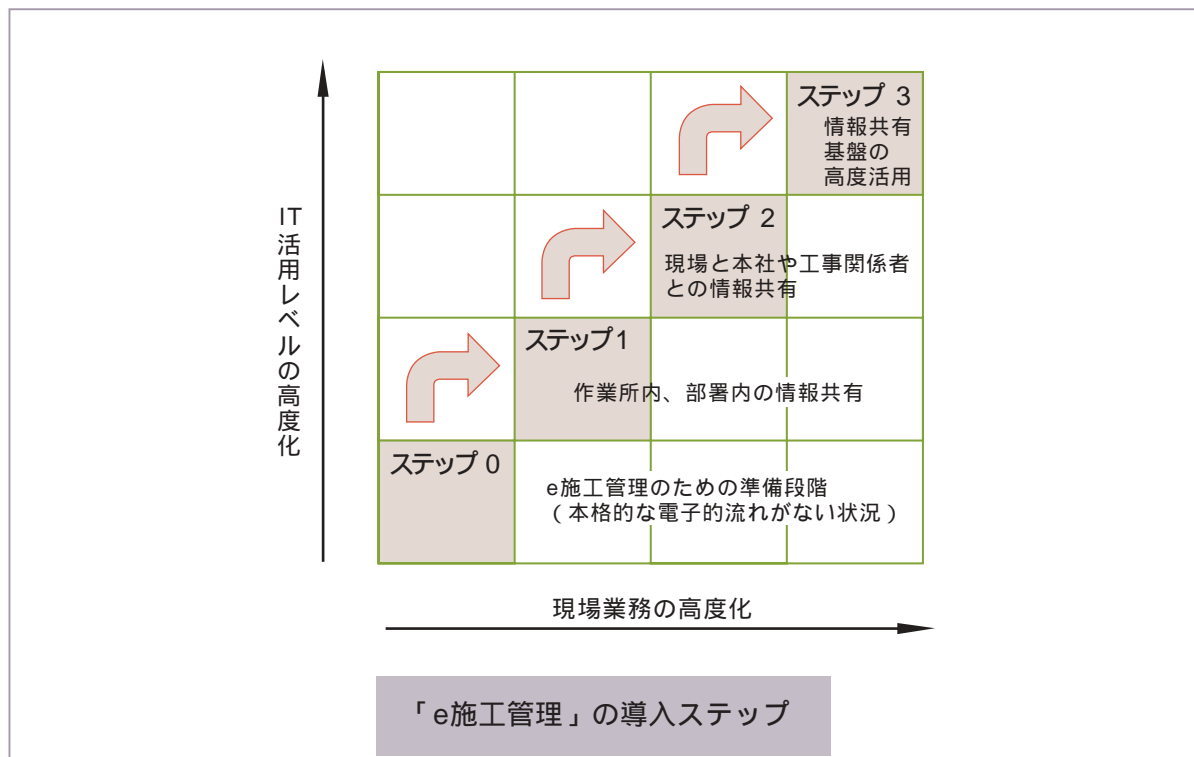 ステップ 3
情報共有
基盤の
高度活用
ステップ 2
現場と本社や工事関係者
との情報共有
ステップ1
作業所内、部署内の情報共有
ステップ 0
e施工管理のための準備段階
（本格的な電子的流れがない状況）
IT活用レベルの高度化
現場業務の高度化
「e施工管理」の導入ステップ